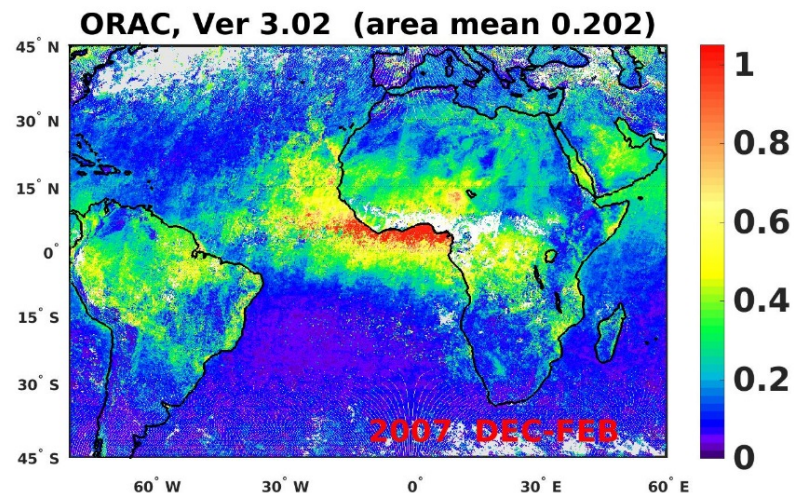 ORAC, Ver 3.02 (area mean 0.202)
45° N
30° N
15° N
0°
15° S
30° S
45° S
2007 DEC-FEB
60° W
30° W
0°
30° E
60° E
1
0.8
0.6
0.4
0.2
0